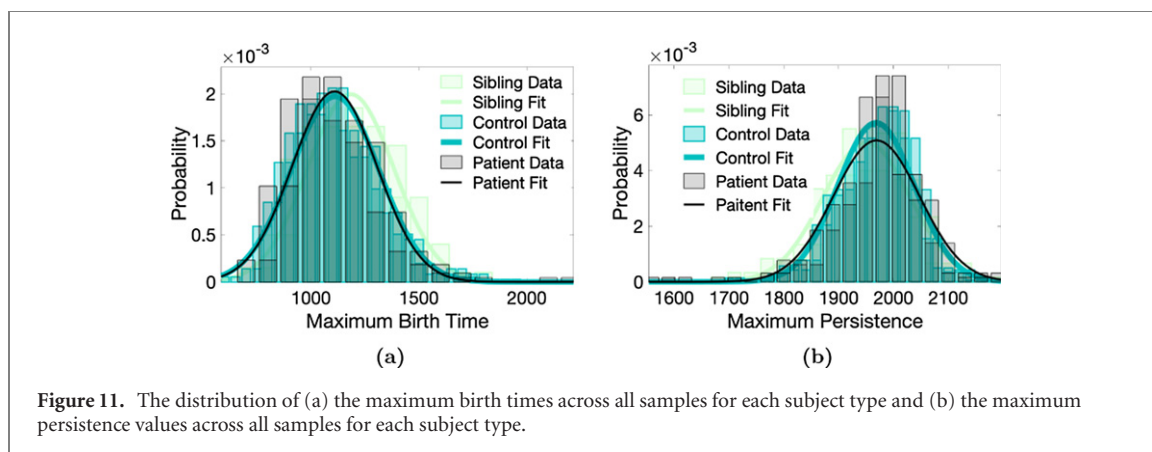 ×10⁻³
2
1.5
1
0.5
0
Probability
1000
1500
2000
Maximum Birth Time
Sibling Data
Sibling Fit
Control Data
Control Fit
Patient Data
Patient Fit
(a)
×10⁻³
6
4
2
0
Probability
1600
1700
1800
1900
2000
2100
Maximum Persistence
Sibling Data
Sibling Fit
Control Data
Control Fit
Patient Data
Paitent Fit
(b)
Figure 11. The distribution of (a) the maximum birth times across all samples for each subject type and (b) the maximum
persistence values across all samples for each subject type.